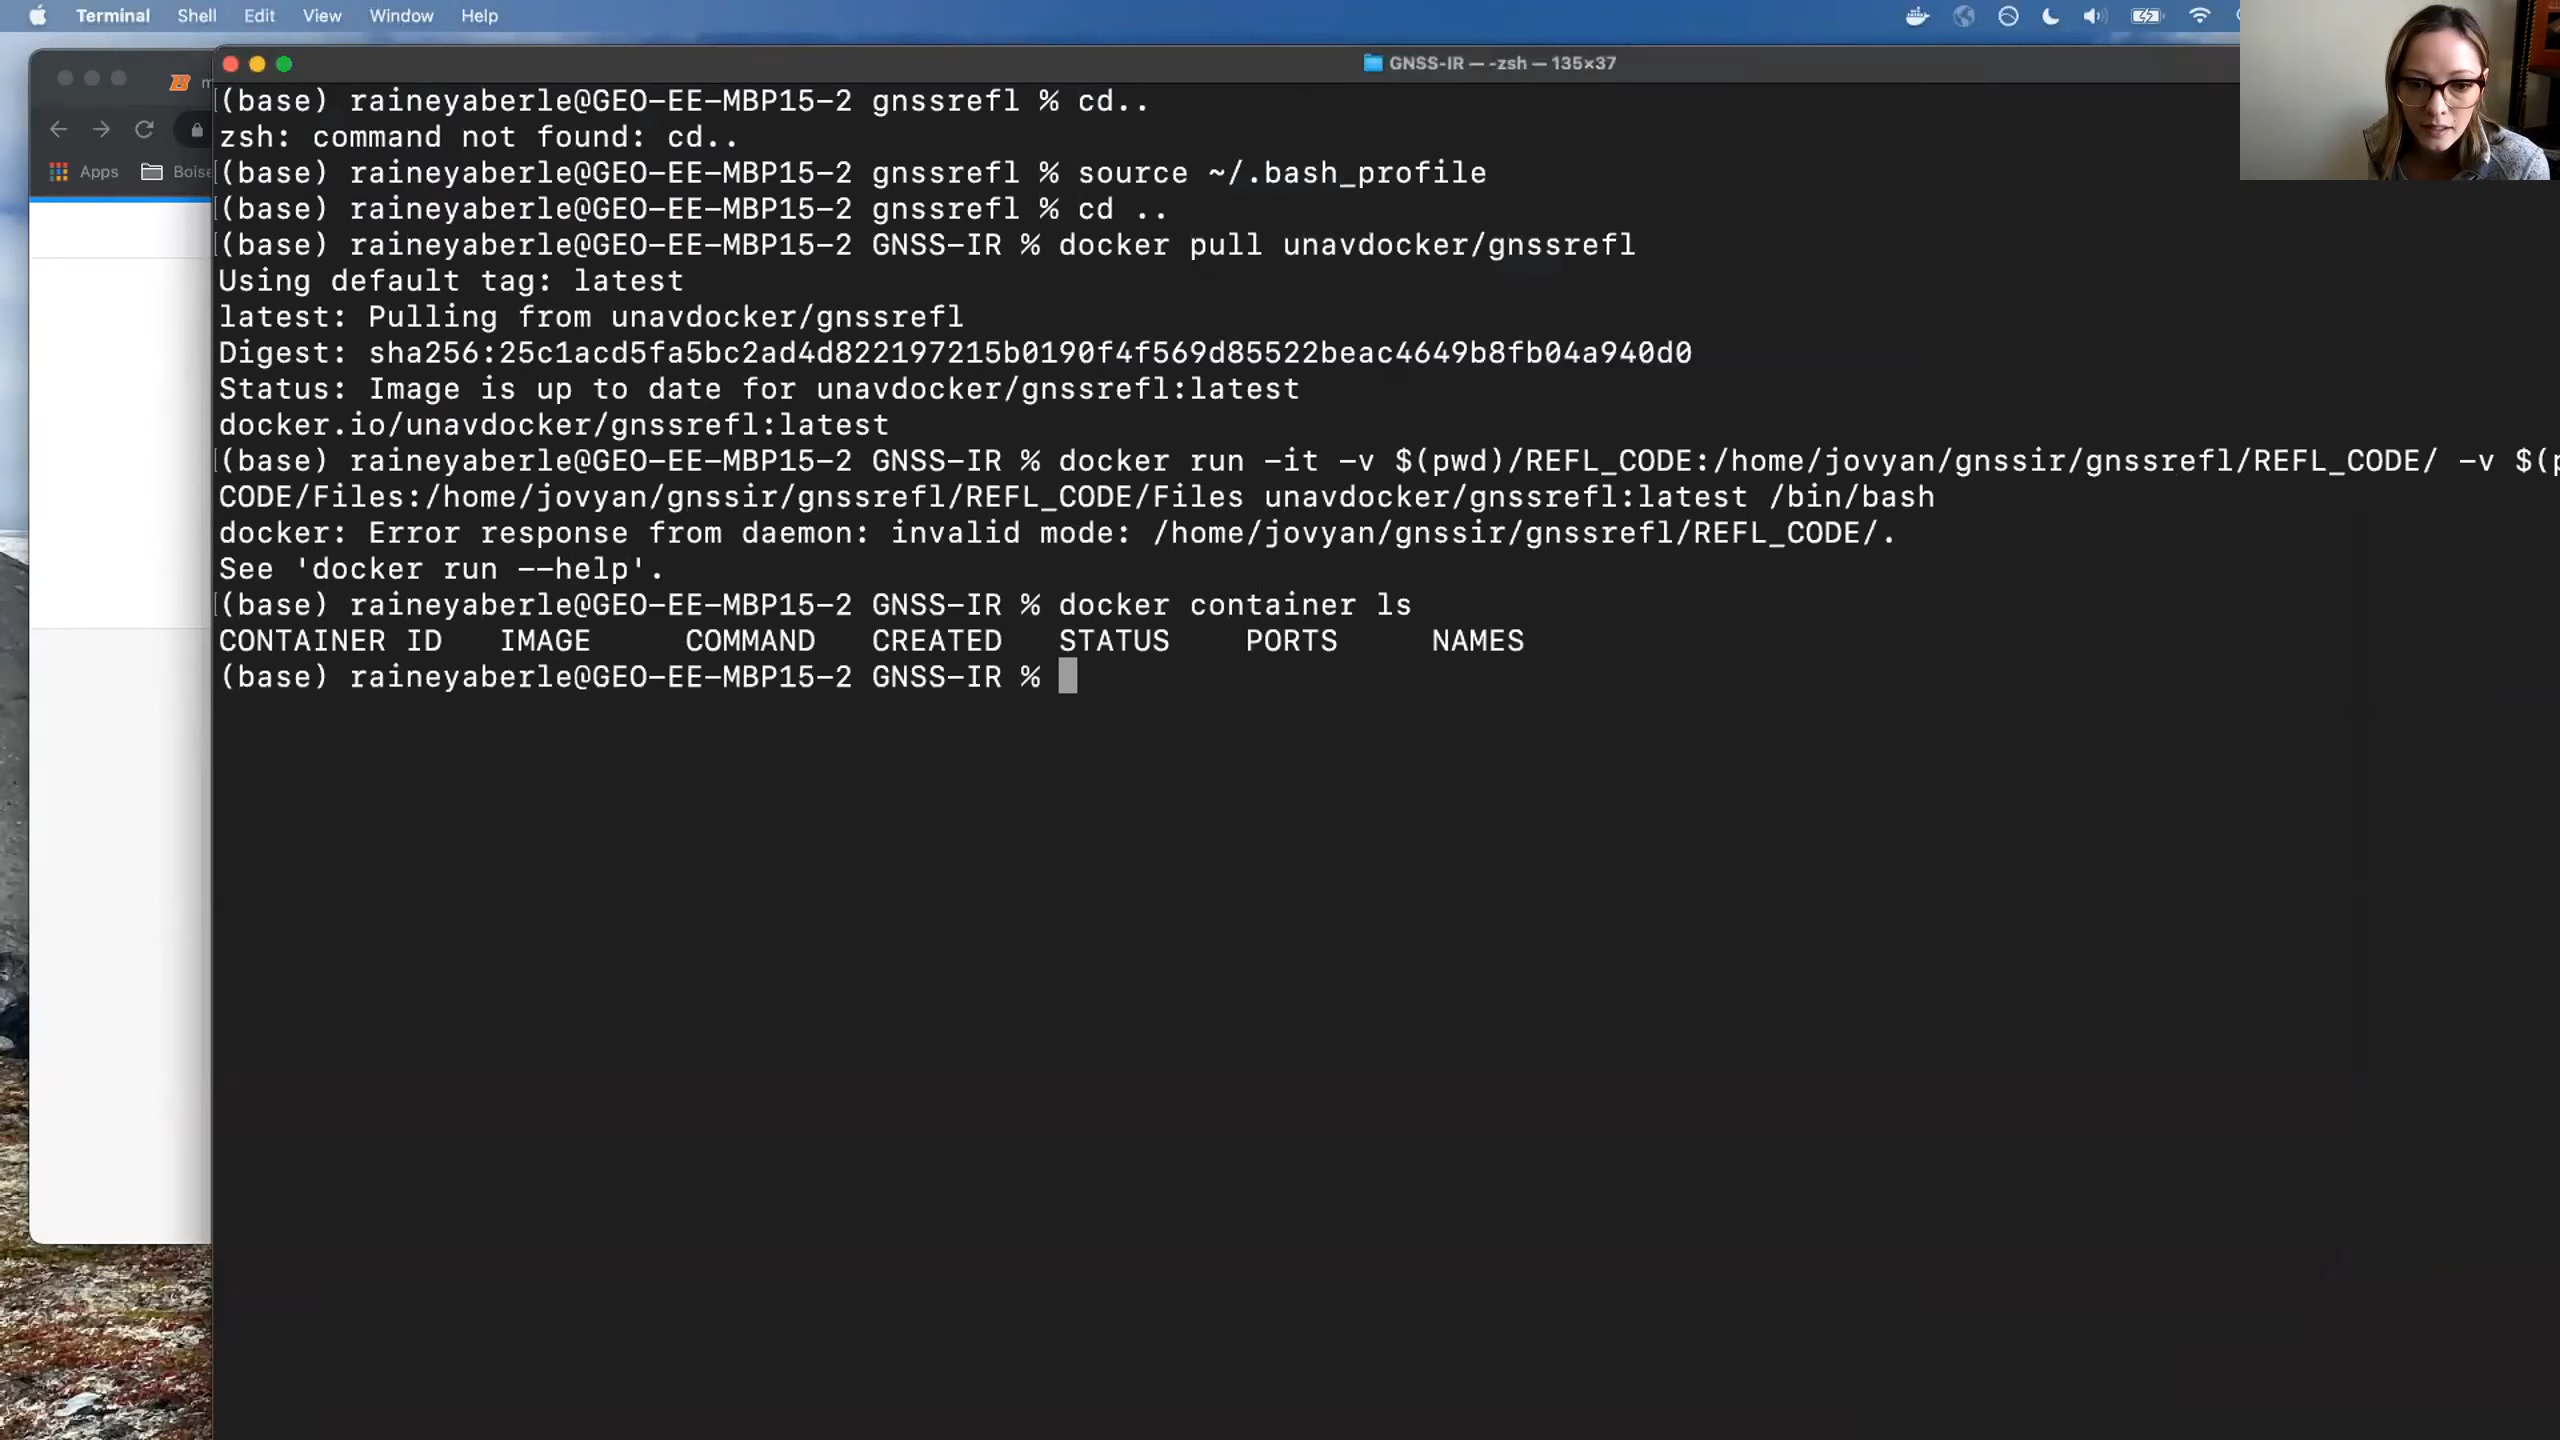 Terminal Shell Edit View Window Help
GNSS-IR — -zsh — 135×37
Apps Boise
(base) raineyaberle@GEO-EE-MBP15-2 gnssrefl % cd..
zsh: command not found: cd..
(base) raineyaberle@GEO-EE-MBP15-2 gnssrefl % source ~/.bash_profile
(base) raineyaberle@GEO-EE-MBP15-2 gnssrefl % cd ..
(base) raineyaberle@GEO-EE-MBP15-2 GNSS-IR % docker pull unavdocker/gnssrefl
Using default tag: latest
latest: Pulling from unavdocker/gnssrefl
Digest: sha256:25c1acd5fa5bc2ad4d822197215b0190f4f569d85522beac4649b8fb04a940d0
Status: Image is up to date for unavdocker/gnssrefl:latest
docker.io/unavdocker/gnssrefl:latest
(base) raineyaberle@GEO-EE-MBP15-2 GNSS-IR % docker run -it -v $(pwd)/REFL_CODE:/home/jovyan/gnssir/gnssrefl/REFL_CODE/ -v $(p
CODE/Files:/home/jovyan/gnssir/gnssrefl/REFL_CODE/Files unavdocker/gnssrefl:latest /bin/bash
docker: Error response from daemon: invalid mode: /home/jovyan/gnssir/gnssrefl/REFL_CODE/.
See 'docker run --help'.
(base) raineyaberle@GEO-EE-MBP15-2 GNSS-IR % docker container ls
CONTAINER ID IMAGE COMMAND CREATED STATUS PORTS NAMES
(base) raineyaberle@GEO-EE-MBP15-2 GNSS-IR %